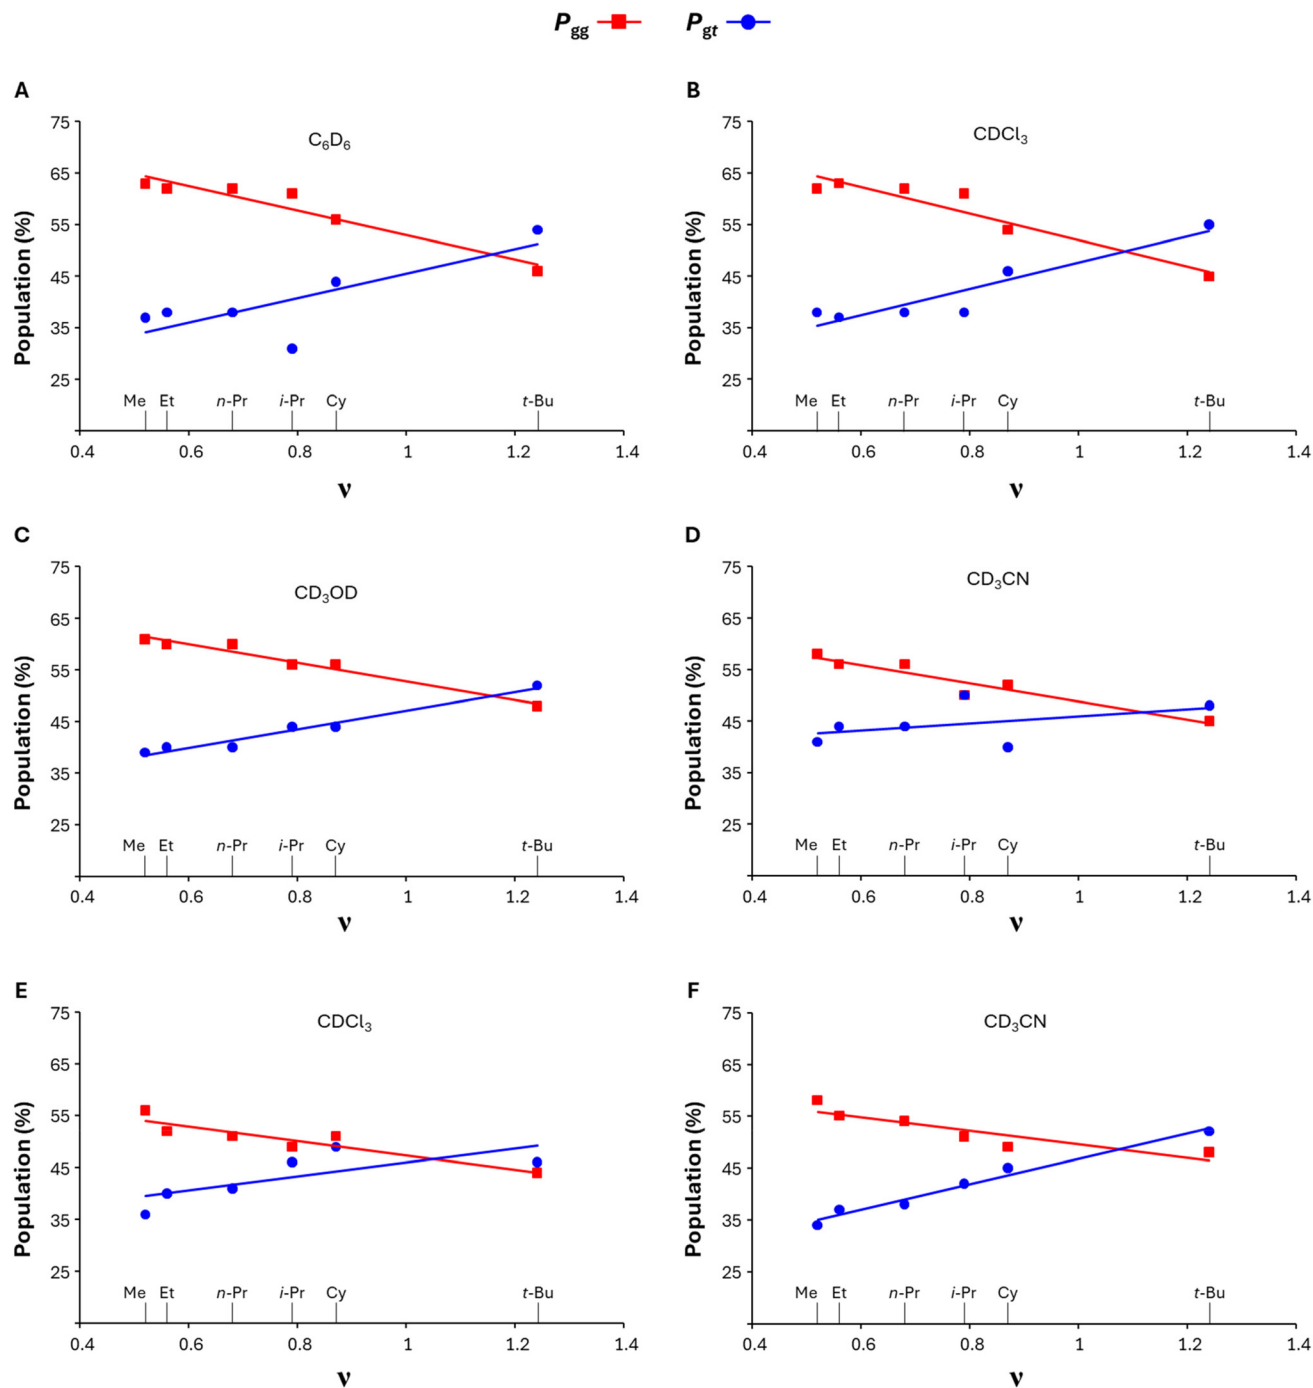 Pgg Pgt
A
C6D6
75
65
55
45
35
25
Population (%)
Me Et n-Pr i-Pr Cy t-Bu
0.4 0.6 0.8 1 1.2 1.4
ν
B
CDCl3
75
65
55
45
35
25
Population (%)
Me Et n-Pr i-Pr Cy t-Bu
0.4 0.6 0.8 1 1.2 1.4
ν
C
CD3OD
75
65
55
45
35
25
Population (%)
Me Et n-Pr i-Pr Cy t-Bu
0.4 0.6 0.8 1 1.2 1.4
ν
D
CD3CN
75
65
55
45
35
25
Population (%)
Me Et n-Pr i-Pr Cy t-Bu
0.4 0.6 0.8 1 1.2 1.4
ν
E
CDCl3
75
65
55
45
35
25
Population (%)
Me Et n-Pr i-Pr Cy t-Bu
0.4 0.6 0.8 1 1.2 1.4
ν
F
CD3CN
75
65
55
45
35
25
Population (%)
Me Et n-Pr i-Pr Cy t-Bu
0.4 0.6 0.8 1 1.2 1.4
ν